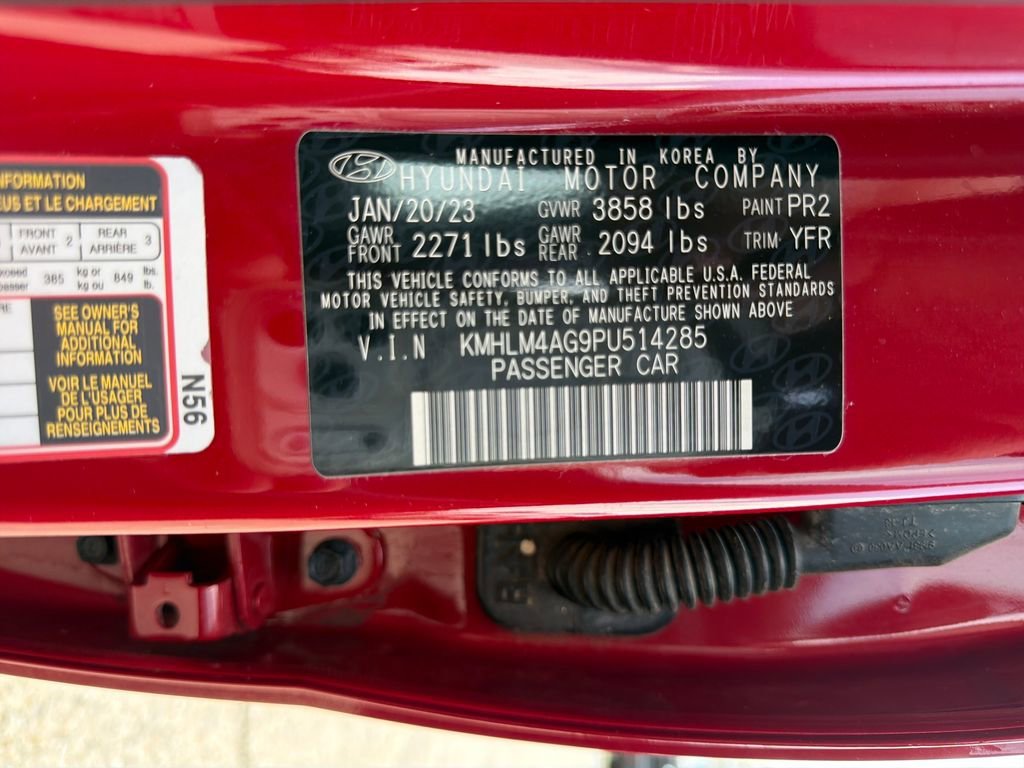 NFORMATION
EUS ET LE CHARGEMENT
FRONT
AVANT 2
REAR
ARRIÈRE 3
385 kg or
kg ou 849 lbs.
lb.
SEE OWNER'S
MANUAL FOR
ADDITIONAL
INFORMATION
VOIR LE MANUEL
DE L'USAGER
POUR PLUS DE
RENSEIGNEMENTS
N56
MANUFACTURED IN KOREA BY
HYUNDAI MOTOR COMPANY
JAN/20/23 GVWR 3858 lbs PAINT PR2
GAWR
FRONT 2271 lbs GAWR
REAR 2094 lbs TRIM YFR
THIS VEHICLE CONFORMS TO ALL APPLICABLE U.S.A. FEDERAL
MOTOR VEHICLE SAFETY, BUMPER, AND THEFT PREVENTION STANDARDS
IN EFFECT ON THE DATE OF MANUFACTURE SHOWN ABOVE
V.I.N KMHLM4AG9PU514285
PASSENGER CAR